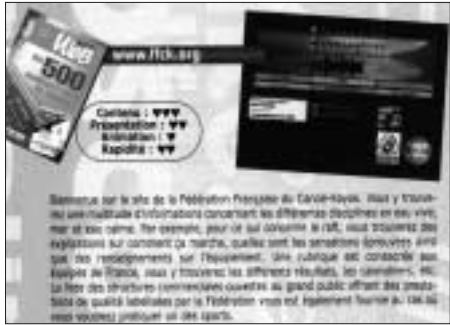 Web
500
www.ffck.org
Contenu : ▼▼▼
Présentation : ▼▼
Animation : ▼
Rapidité : ▼▼
Bienvenue sur le site de la Fédération Française du Canoë-Kayak. Vous y trouve-
rez une multitude d'informations concernant les différentes disciplines en eau vive,
mer et eau calme. Par exemple, pour ce qui concerne le raft, vous trouverez des
explications sur comment ça marche, quelles sont les sensations éprouvées ainsi
que des renseignements sur l'équipement. Une rubrique est consacrée aux
équipes de France, vous y trouverez les différents résultats, les calendriers, etc.
La liste des structures commerciales ouvertes au grand public offrant des presta-
tions de qualité labélisées par la Fédération vous est également fournie au cas où
vous voudriez pratiquer un des sports.